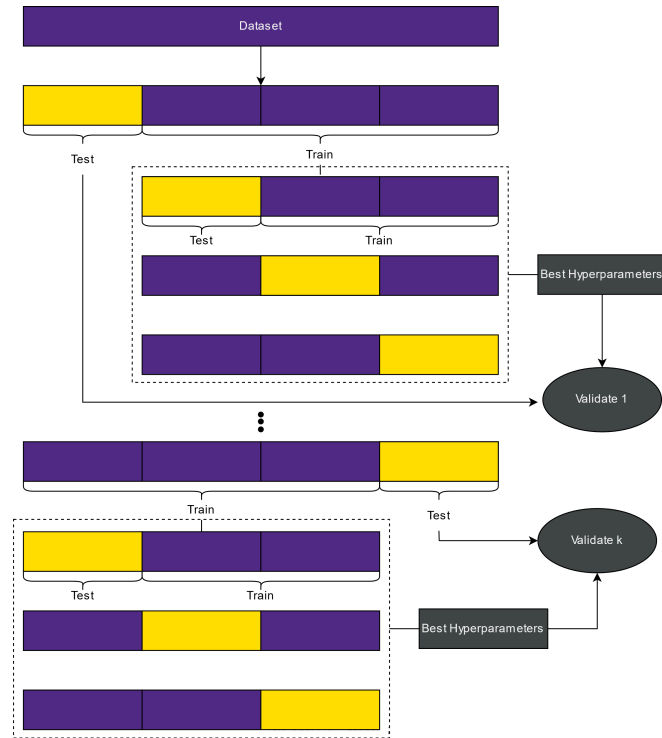 Dataset
Test
Train
Test
Train
Best Hyperparameters
Validate 1
Train
Test
Validate k
Test
Train
Best Hyperparameters